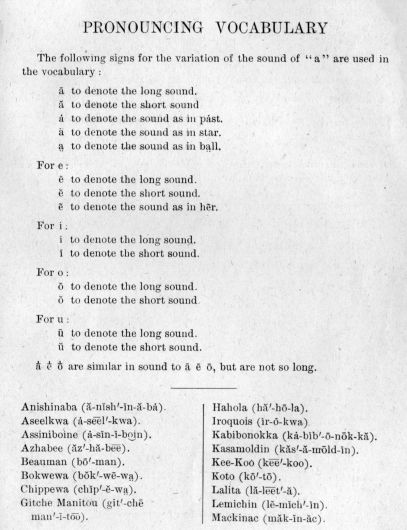 PRONOUNCING VOCABULARY
The following signs for the variation of the sound of "a" are used in
the vocabulary :
ā to denote the long sound.
ă to denote the short sound
á to denote the sound as in pást.
ä to denote the sound as in star.
ạ to denote the sound as in bạll.
For e :
ē to denote the long sound.
ĕ to denote the short sound.
ẽ to denote the sound as in hẽr.
For i :
ī to denote the long sound.
ĭ to denote the short sound.
For o :
ō to denote the long sound.
ŏ to denote the short sound
For u :
ū to denote the long sound.
ŭ to denote the short sound.
are similar in sound to ā ē ō, but are not so long.
Anishinaba (ă-nĭsh'-ĭn-ă-bá).
Aseelkwa (á-sēēl'-kwa).
Assiniboine (á-sĭn-ĭ-boin).
Azhabee (ăz'-hă-bēē).
Beauman (bō'-man).
Bokwewa (bŏk'-wĕ-wạ).
Chippewa (chĭp'-ĕ-wạ).
Gitche Manitou (gĭt'-chē
man'-ĭ-tōō).
Hahola (hă'-hō-la).
Iroquois (ĭr-ō-kwa).
Kabibonokka (ká-bĭb'-ō-nŏk-kă).
Kasamoldin (kăs'-ă-mōld-ĭn).
Kee-Koo (kēē'-koo).
Koto (kō'-tō).
Lalita (lă-lēēt'-ă).
Lemichin (lē-mĭch'-ĭn).
Mackinac (măk-ĭn-ăc).